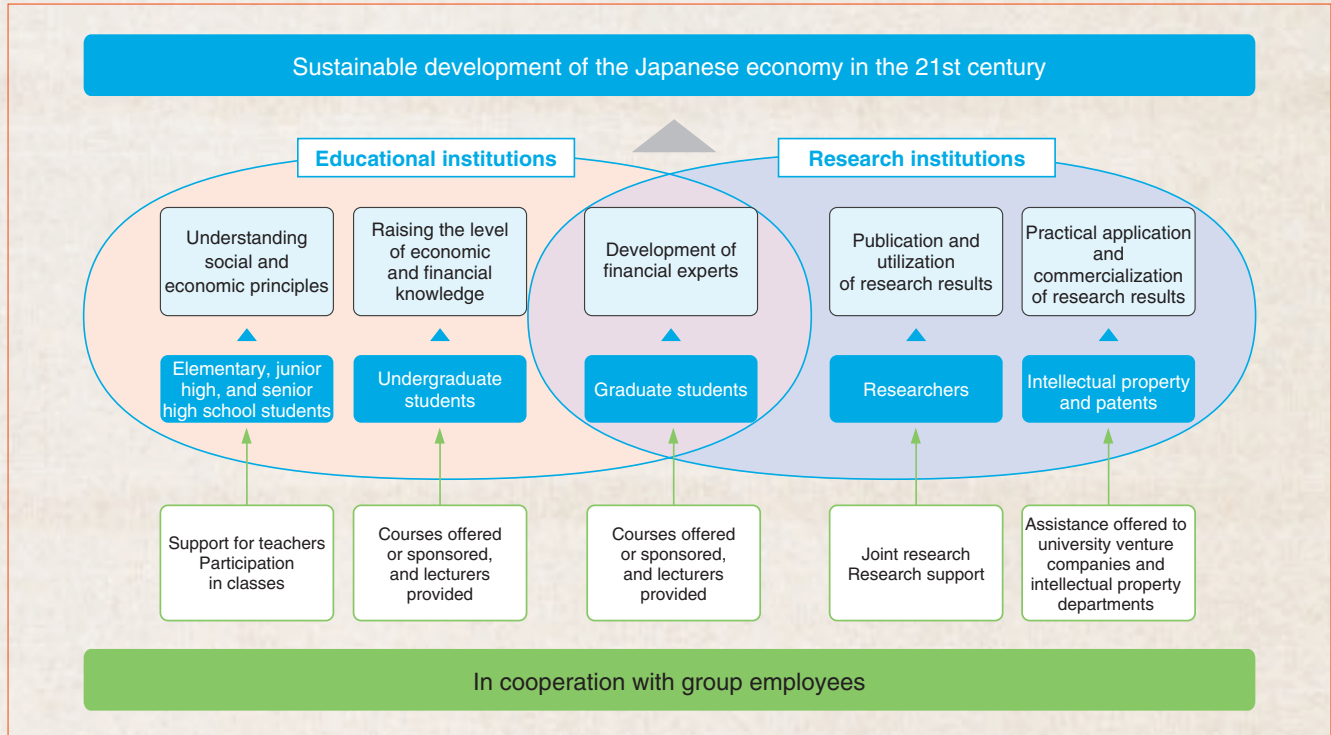 Sustainable development of the Japanese economy in the 21st century
Educational institutions
Research institutions
Understanding
social and
economic principles
Raising the level
of economic
and financial
knowledge
Development of
financial experts
Publication and
utilization
of research results
Practical application
and
commercialization
of research results
Elementary, junior
high, and senior
high school students
Undergraduate
students
Graduate students
Researchers
Intellectual property
and patents
Support for teachers
Participation
in classes
Courses offered
or sponsored,
and lecturers
provided
Courses offered
or sponsored,
and lecturers
provided
Joint research
Research support
Assistance offered to
university venture
companies and
intellectual property
departments
In cooperation with group employees